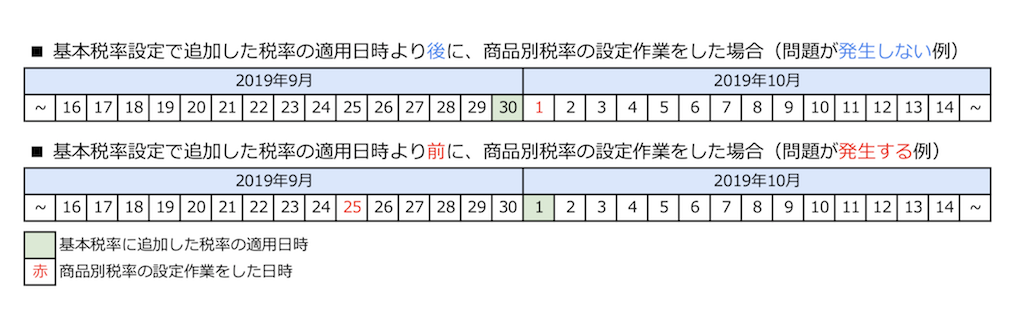 ■ 基本税率設定で追加した税率の適用日時より後に、商品別税率の設定作業をした場合（問題が発生しない例）
2019年9月 2019年10月
~ 16 17 18 19 20 21 22 23 24 25 26 27 28 29 30 1 2 3 4 5 6 7 8 9 10 11 12 13 14 ~
■ 基本税率設定で追加した税率の適用日時より前に、商品別税率の設定作業をした場合（問題が発生する例）
2019年9月 2019年10月
~ 16 17 18 19 20 21 22 23 24 25 26 27 28 29 30 1 2 3 4 5 6 7 8 9 10 11 12 13 14 ~
基本税率に追加した税率の適用日時
赤 商品別税率の設定作業をした日時